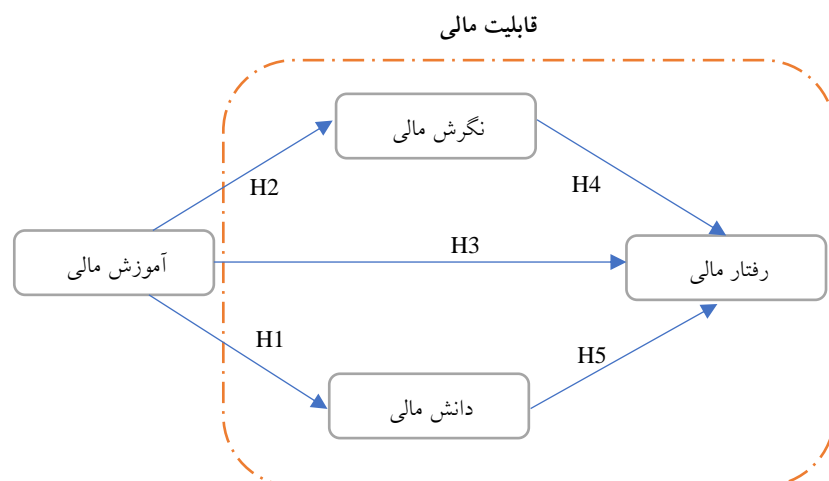 قابلیت مالی
نگرش مالی
H2
H4
آموزش مالی
H3
رفتار مالی
H1
H5
دانش مالی